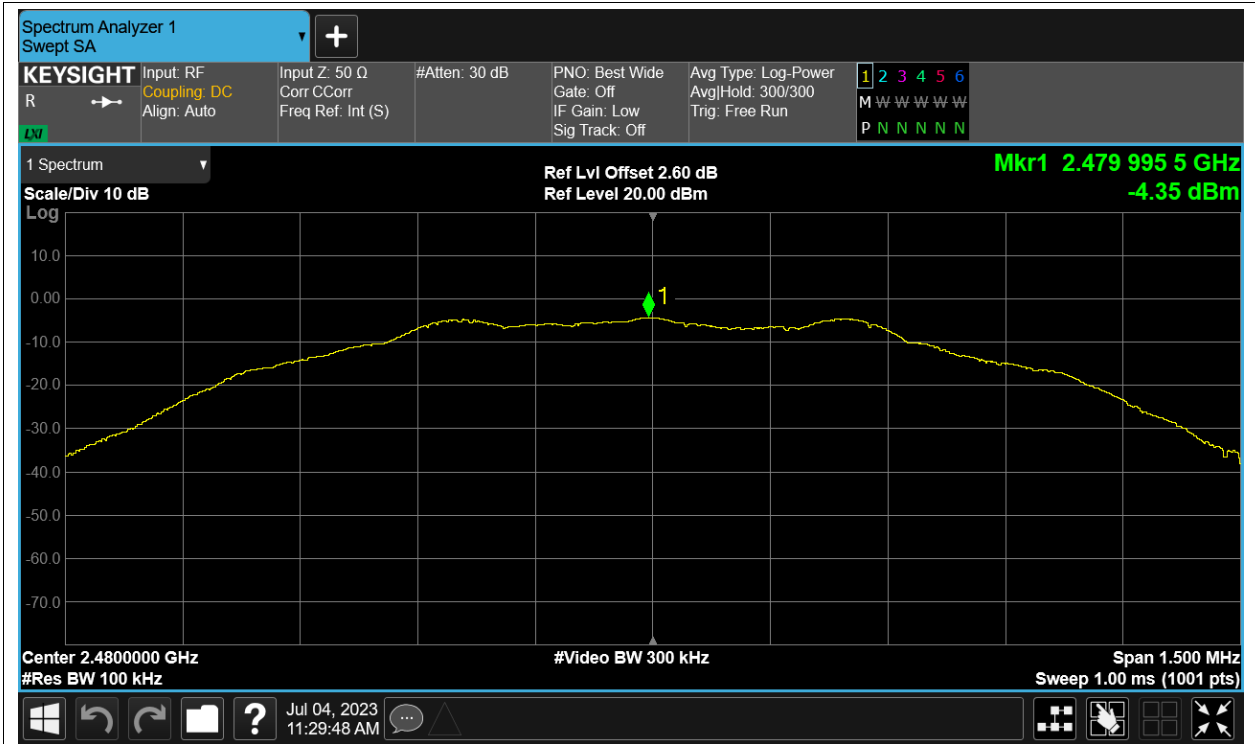 Spectrum Analyzer 1
Swept SA
KEYSIGHT
R
LXI
Input: RF
Coupling: DC
Align: Auto
Input Z: 50 Ω
Corr CCorr
Freq Ref: Int (S)
#Atten: 30 dB
PNO: Best Wide
Gate: Off
IF Gain: Low
Sig Track: Off
Avg Type: Log-Power
Avg|Hold: 300/300
Trig: Free Run
1 2 3 4 5 6
M W W W W W
P N N N N N
1 Spectrum
Scale/Div 10 dB
Log
Ref Lvl Offset 2.60 dB
Ref Level 20.00 dBm
Mkr1 2.479 995 5 GHz
-4.35 dBm
10.0
0.00
1
-10.0
-20.0
-30.0
-40.0
-50.0
-60.0
-70.0
Center 2.4800000 GHz
#Res BW 100 kHz
#Video BW 300 kHz
Span 1.500 MHz
Sweep 1.00 ms (1001 pts)
?
Jul 04, 2023
11:29:48 AM